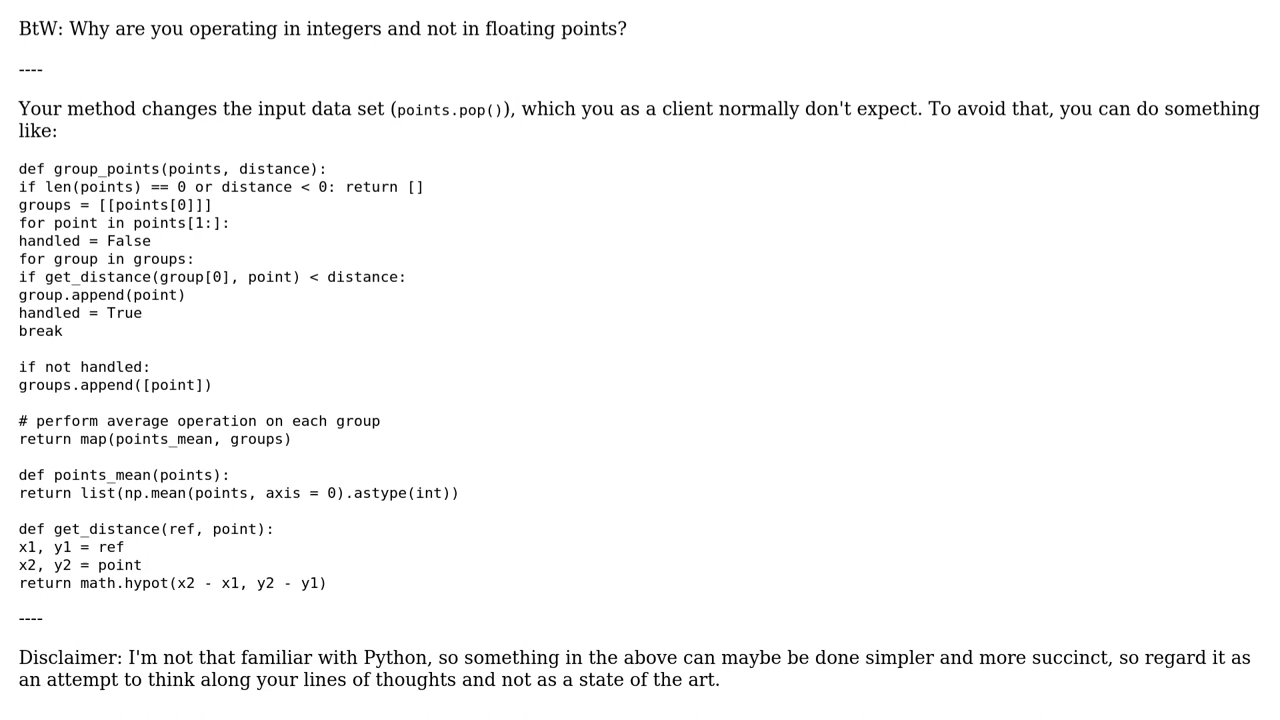 BtW: Why are you operating in integers and not in floating points?
----
Your method changes the input data set (points.pop()), which you as a client normally don't expect. To avoid that, you can do something
like:
def group_points(points, distance):
if len(points) == 0 or distance < 0: return []
groups = [[points[0]]]
for point in points[1:]:
handled = False
for group in groups:
if get_distance(group[0], point) < distance:
group.append(point)
handled = True
break
if not handled:
groups.append([point])
# perform average operation on each group
return map(points_mean, groups)
def points_mean(points):
return list(np.mean(points, axis = 0).astype(int))
def get_distance(ref, point):
x1, y1 = ref
x2, y2 = point
return math.hypot(x2 - x1, y2 - y1)
----
Disclaimer: I'm not that familiar with Python, so something in the above can maybe be done simpler and more succinct, so regard it as
an attempt to think along your lines of thoughts and not as a state of the art.